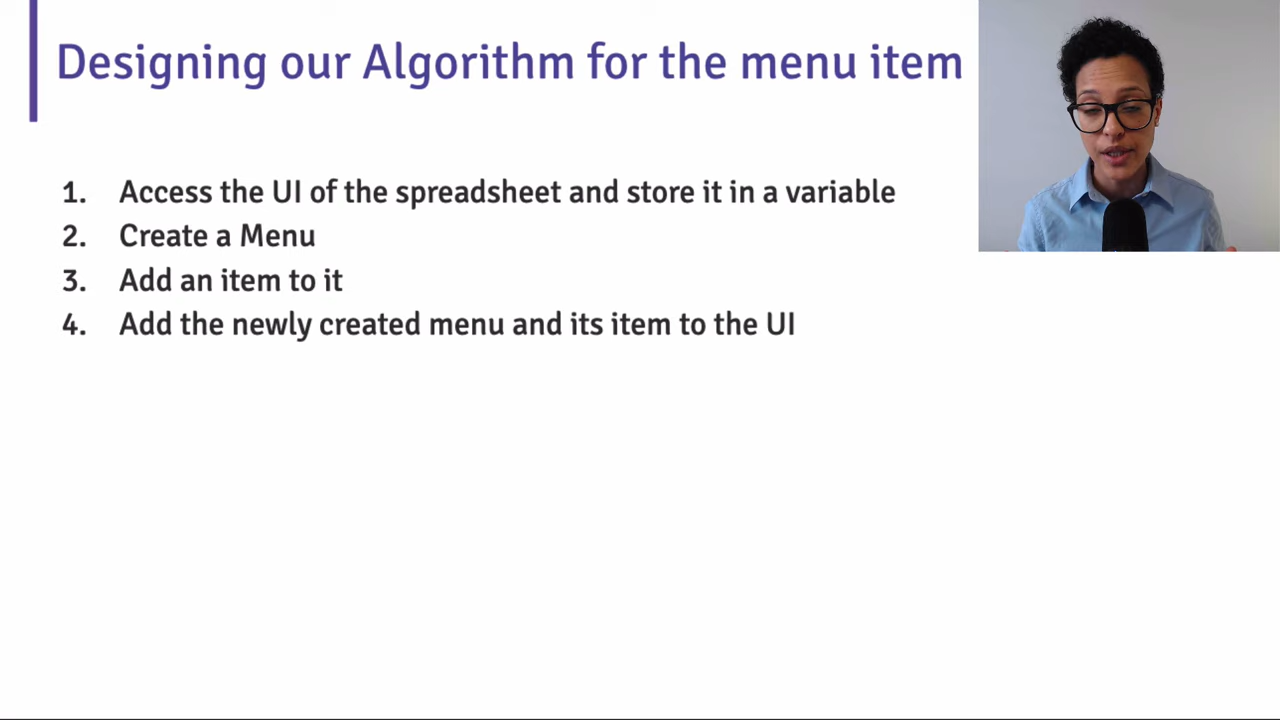 Designing our Algorithm for the menu item
1. Access the UI of the spreadsheet and store it in a variable
2. Create a Menu
3. Add an item to it
4. Add the newly created menu and its item to the UI